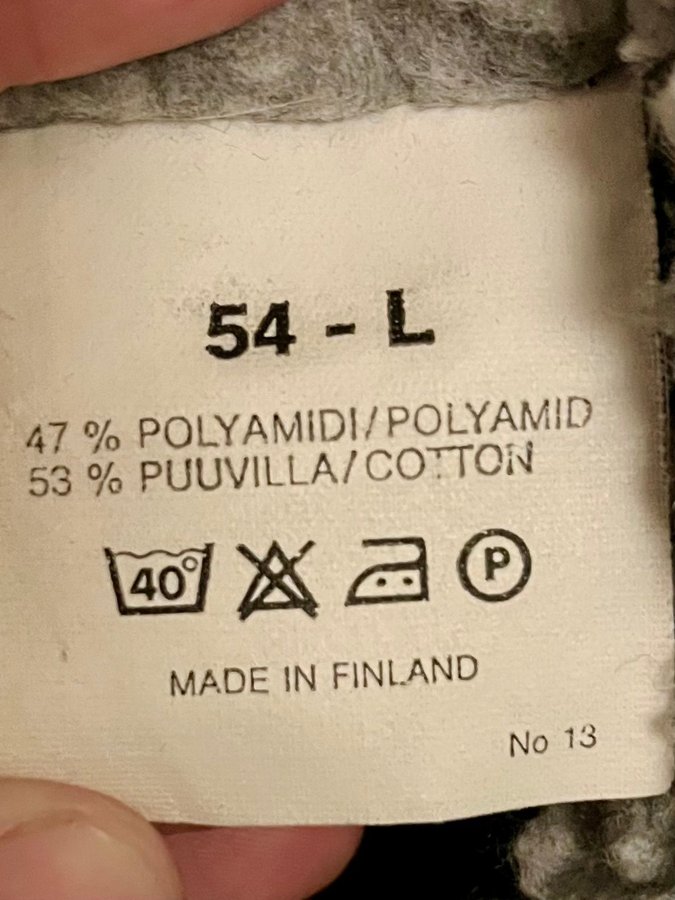 54 - L
47 % POLYAMIDI/POLYAMID
53 % PUUVILLA/COTTON
40° P
MADE IN FINLAND
No 13